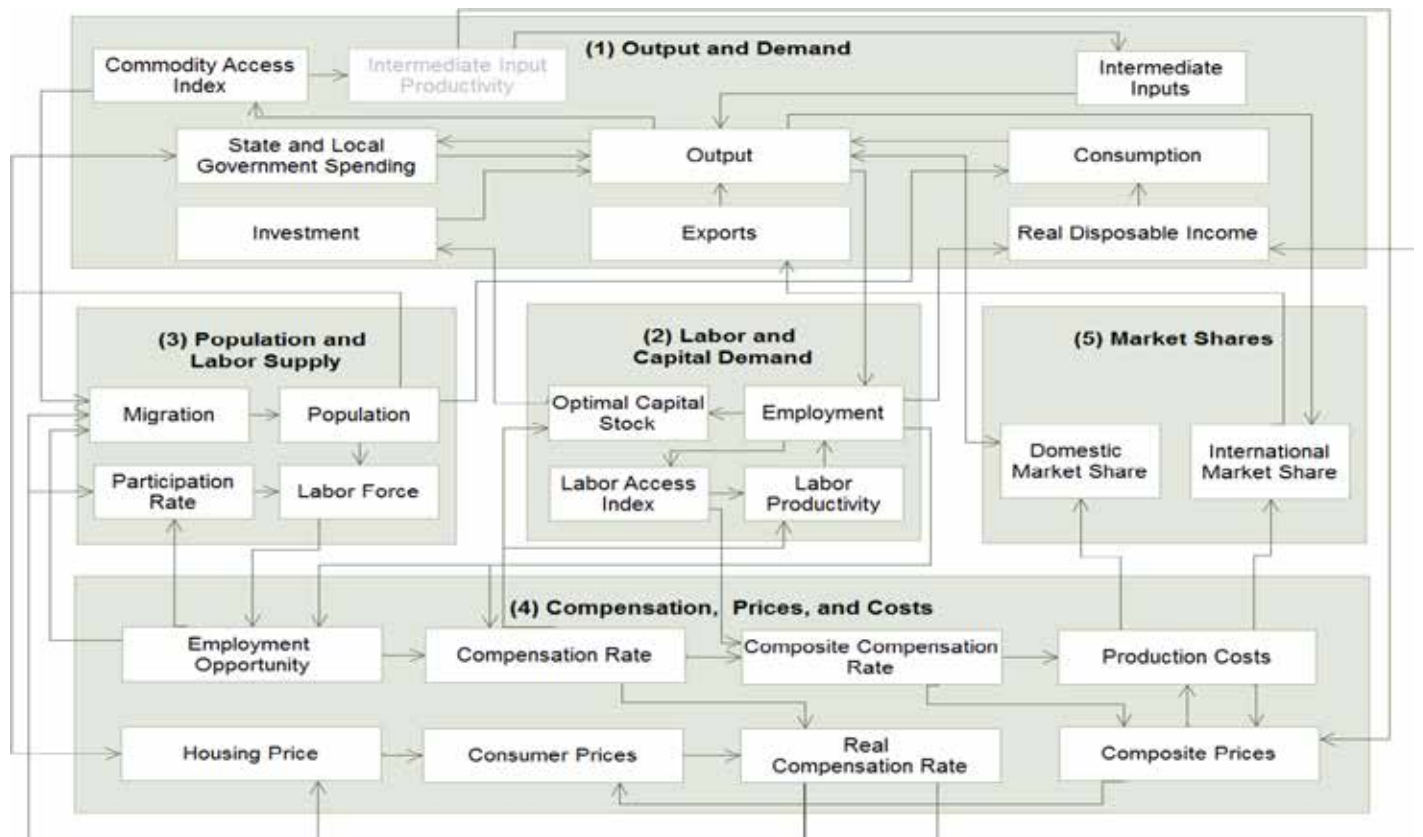 (1) Output and Demand
Commodity Access
Index
Intermediate Input
Productivity
Intermediate
Inputs
State and Local
Government Spending
Output
Consumption
Investment
Exports
Real Disposable Income
(3) Population and
Labor Supply
Migration
Population
Participation
Rate
Labor Force
(2) Labor and
Capital Demand
Optimal Capital
Stock
Employment
Labor Access
Index
Labor
Productivity
(5) Market Shares
Domestic
Market Share
International
Market Share
(4) Compensation, Prices, and Costs
Employment
Opportunity
Compensation Rate
Composite Compensation
Rate
Production Costs
Housing Price
Consumer Prices
Real
Compensation Rate
Composite Prices